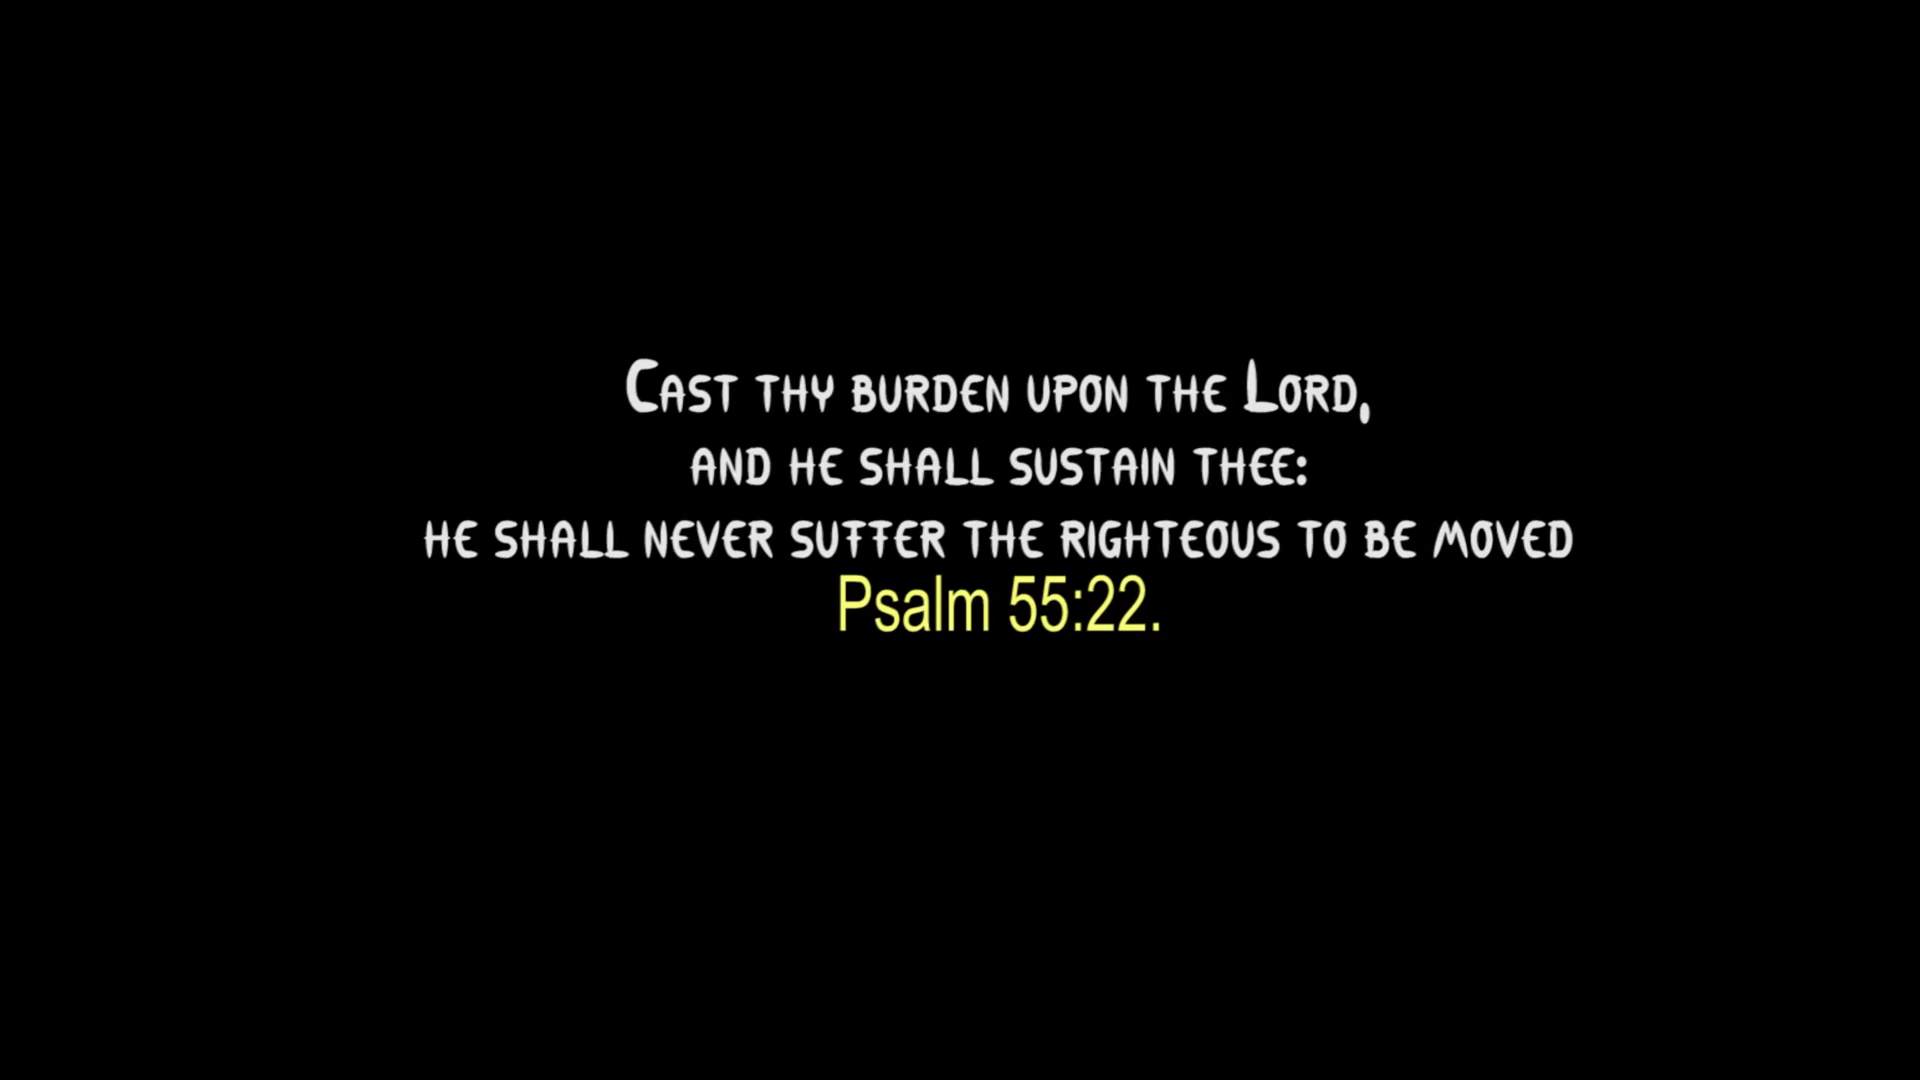 Cast thy burden upon the Lord,
and he shall sustain thee:
he shall never suffer the righteous to be moved
Psalm 55:22.